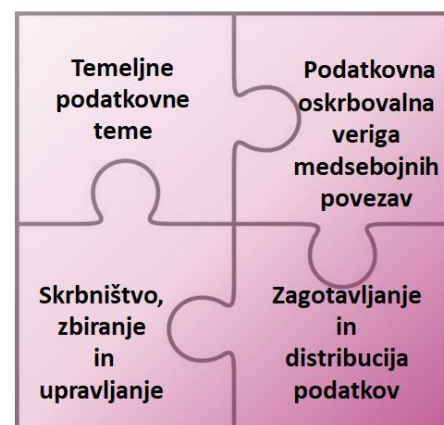 Temeljne
podatkovne
teme
Podatkovna
oskrbovalna
veriga
medsebojnih
povezav
Skrbništvo,
zbiranje
in
upravljanje
Zagotavljanje
in
distribucija
podatkov